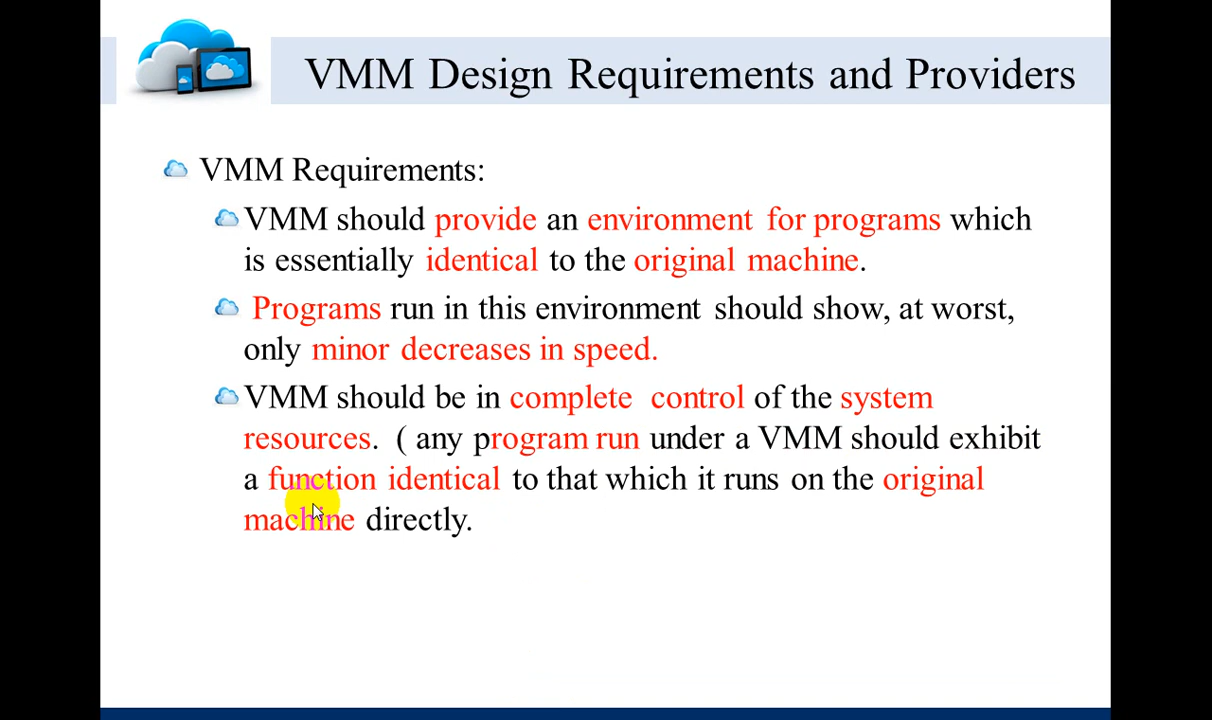 VMM Design Requirements and Providers
VMM Requirements:
VMM should provide an environment for programs which
is essentially identical to the original machine.
Programs run in this environment should show, at worst,
only minor decreases in speed.
VMM should be in complete control of the system
resources. ( any program run under a VMM should exhibit
a function identical to that which it runs on the original
machine directly.